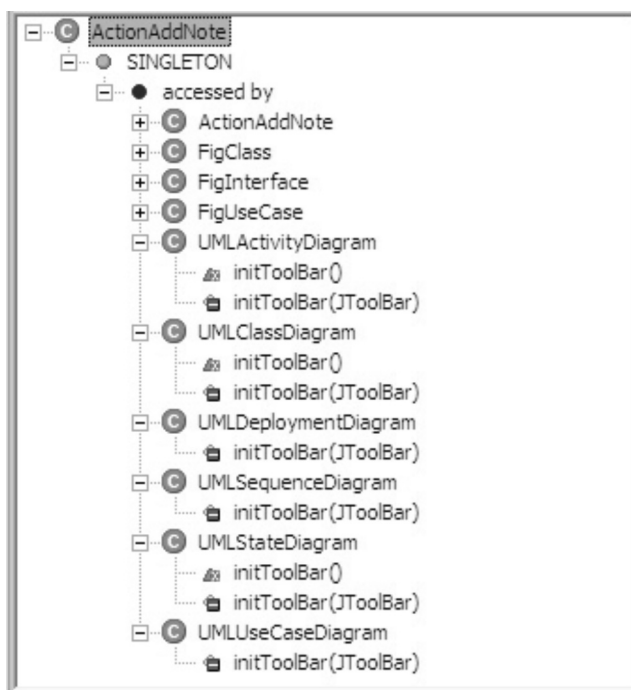 ActionAddNote
SINGLETON
accessed by
ActionAddNote
FigClass
FigInterface
FigUseCase
UMLActivityDiagram
initToolBar()
initToolBar(JToolBar)
UMLClassDiagram
initToolBar()
initToolBar(JToolBar)
UMLDeploymentDiagram
initToolBar(JToolBar)
UMLSequenceDiagram
initToolBar(JToolBar)
UMLStateDiagram
initToolBar()
initToolBar(JToolBar)
UMLUseCaseDiagram
initToolBar(JToolBar)